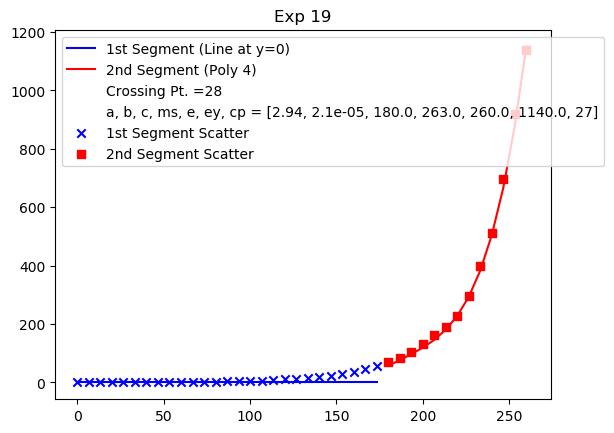 Exp 19
1st Segment (Line at y=0)
2nd Segment (Poly 4)
Crossing Pt. =28
a, b, c, ms, e, ey, cp = [2.94, 2.1e-05, 180.0, 263.0, 260.0, 1140.0, 27]
1st Segment Scatter
2nd Segment Scatter
1200
1000
800
600
400
200
0
0 50 100 150 200 250